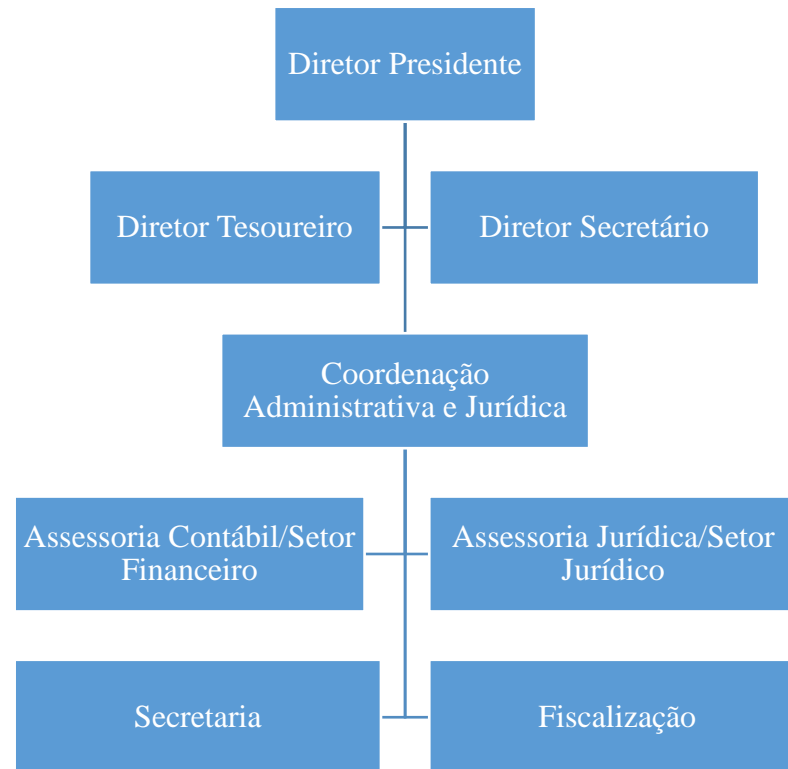 Diretor Presidente
Diretor Tesoureiro
Diretor Secretário
Coordenação
Administrativa e Jurídica
Assessoria Contábil/Setor
Financeiro
Assessoria Jurídica/Setor
Jurídico
Secretaria
Fiscalização